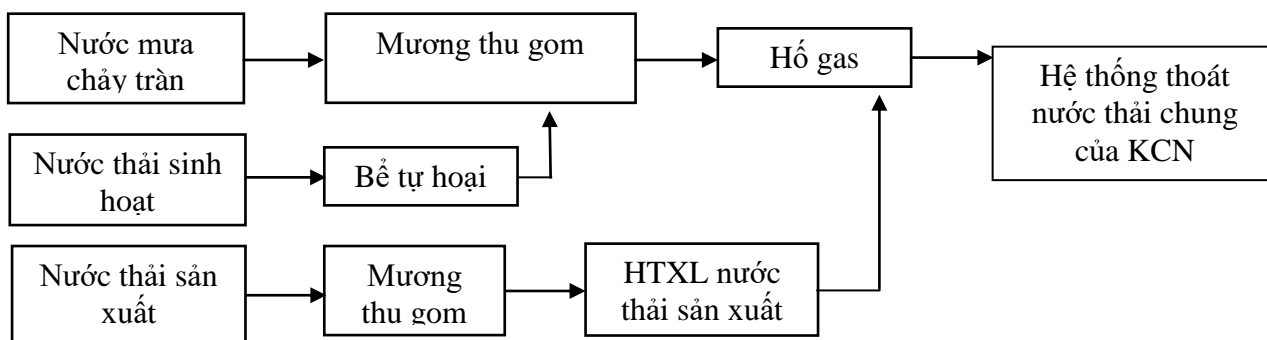 Nước mưa
chảy tràn
Mương thu gom
Hố gas
Hệ thống thoát
nước thải chung
của KCN
Nước thải sinh
hoạt
Bể tự hoại
Nước thải sản
xuất
Mương
thu gom
HTXL nước
thải sản xuất